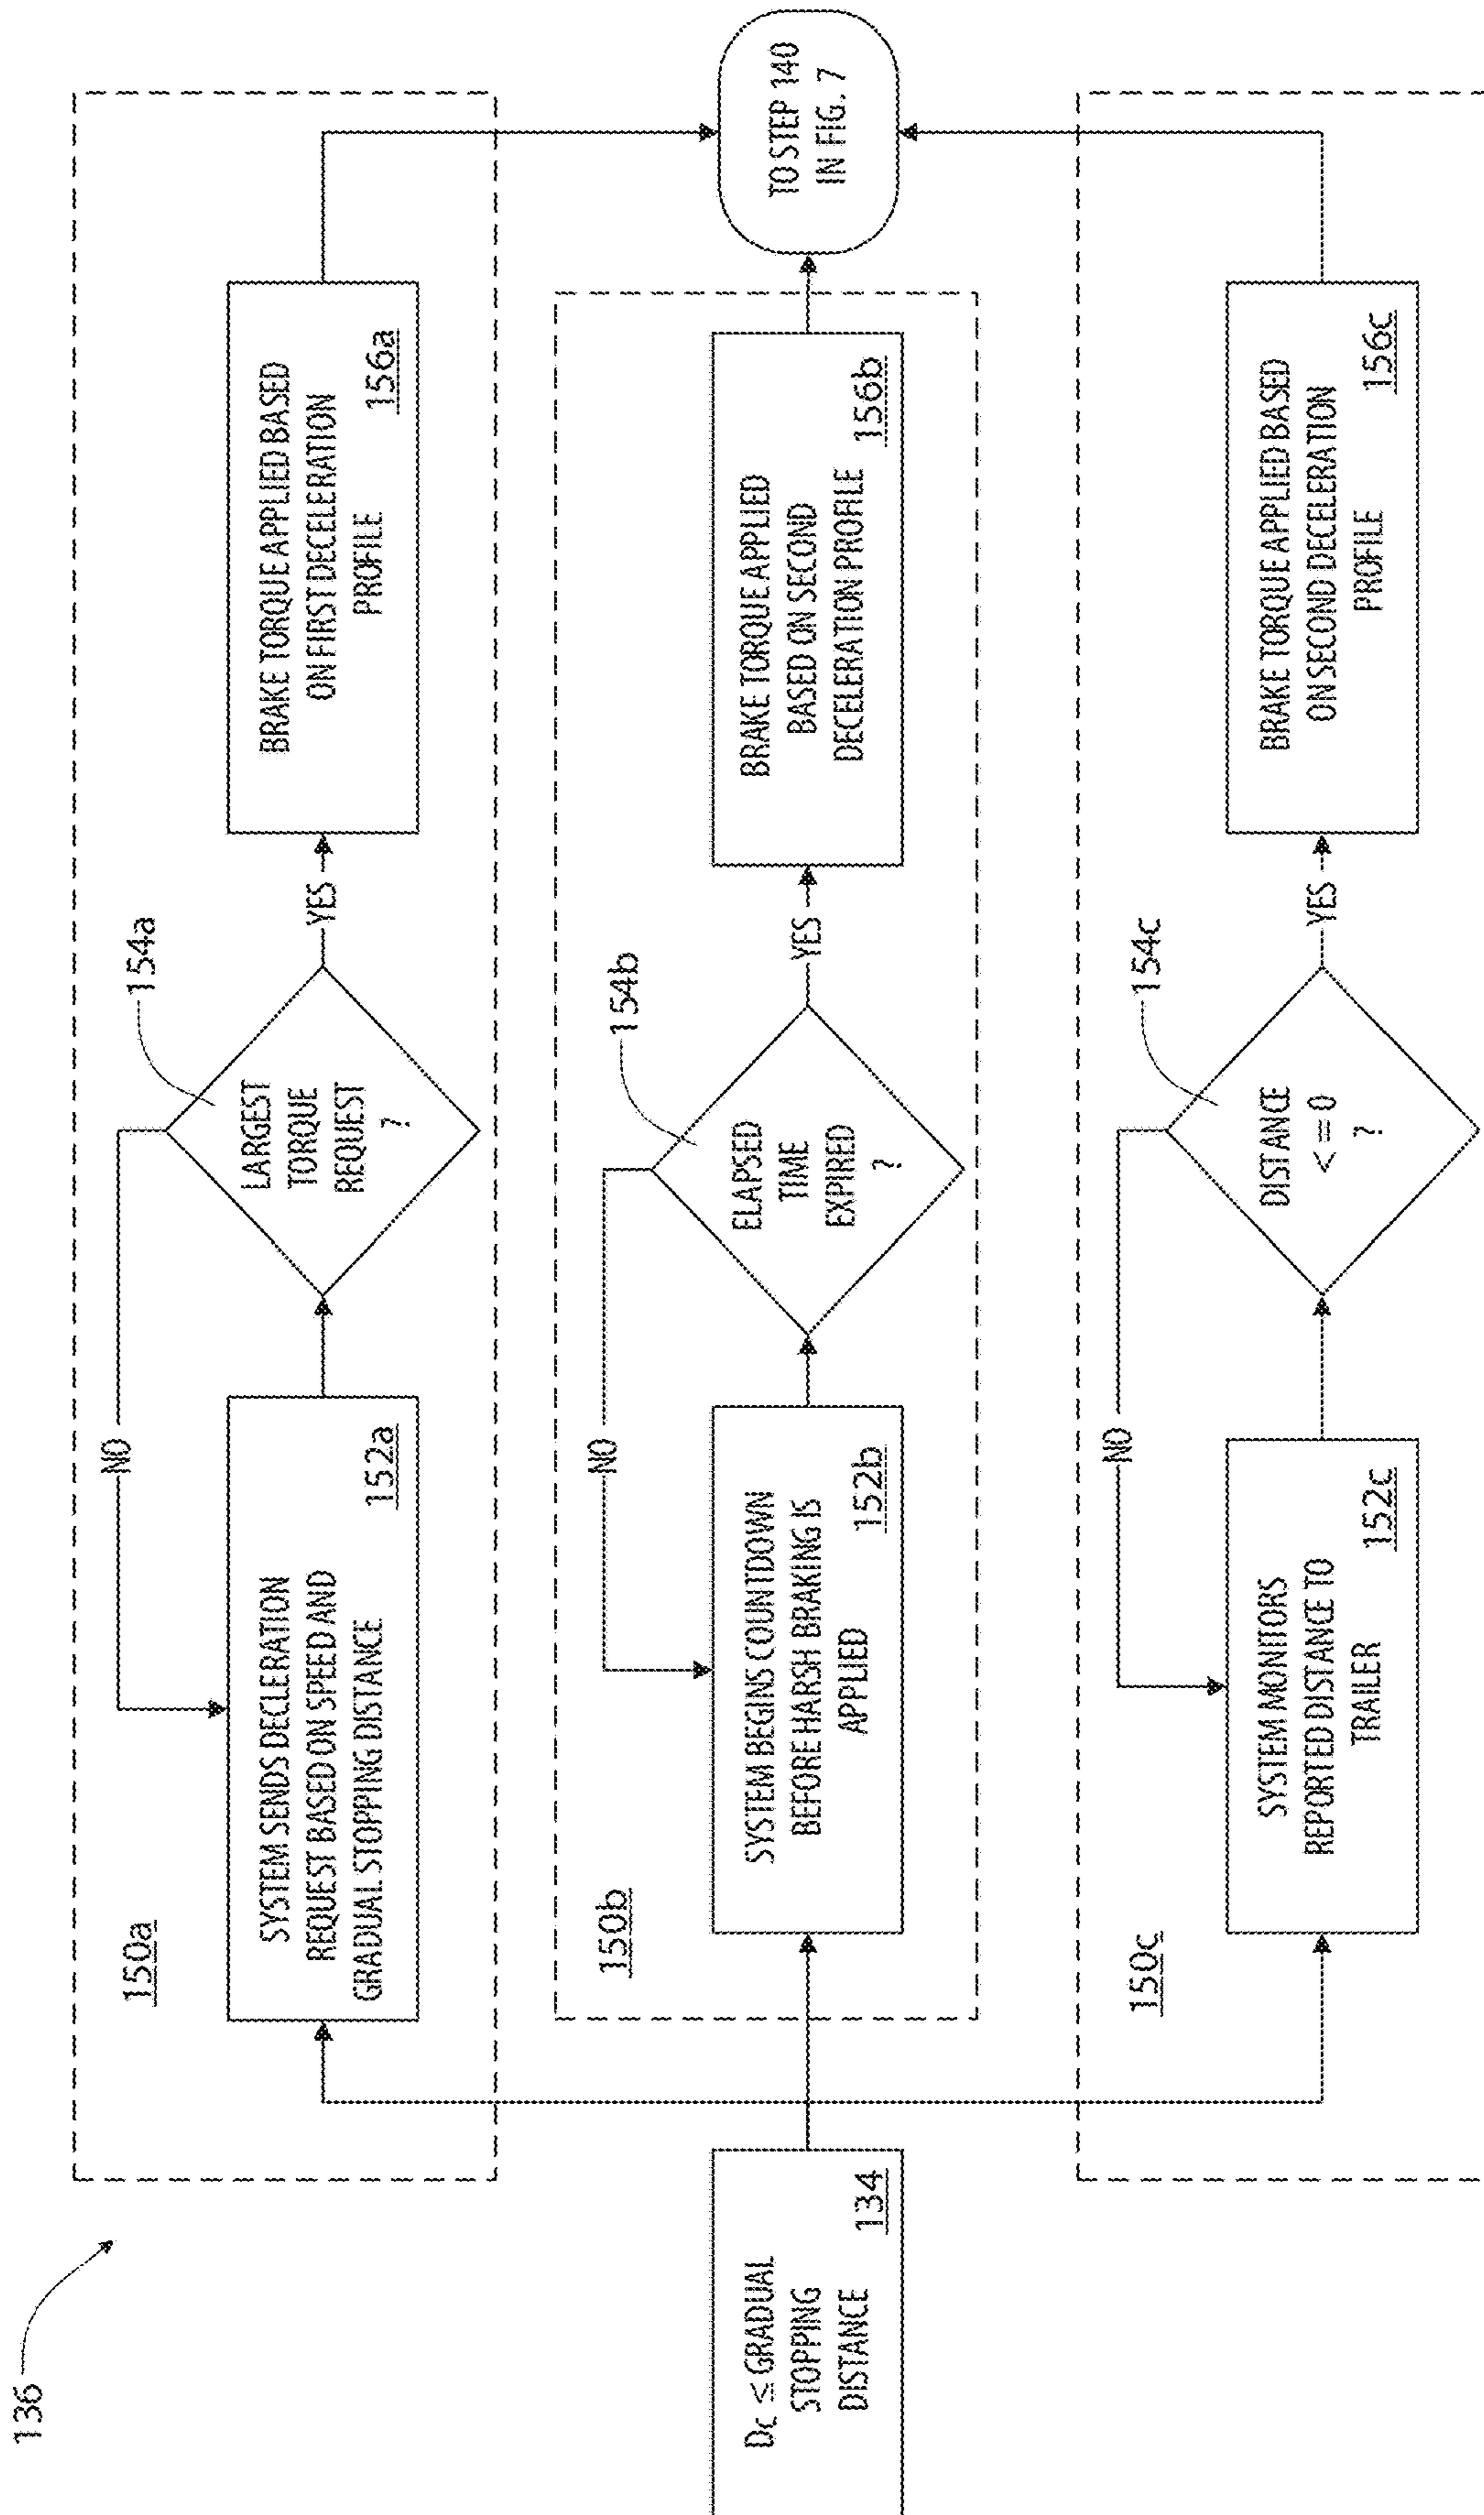 136
D_C ≤ GRADUAL
STOPPING
DISTANCE
134
150a
SYSTEM SENDS DECLERATION
REQUEST BASED ON SPEED AND
GRADUAL STOPPING DISTANCE
152a
NO
LARGEST
TORQUE
REQUEST
?
154a
YES
BRAKE TORQUE APPLIED BASED
ON FIRST DECELERATION
PROFILE
156a
150b
SYSTEM BEGINS COUNTDOWN
BEFORE HARSH BRAKING IS
APPLIED
152b
NO
ELAPSED
TIME
EXPIRED
?
154b
YES
BRAKE TORQUE APPLIED
BASED ON SECOND
DECELERATION PROFILE
156b
150c
SYSTEM MONITORS
REPORTED DISTANCE TO
TRAILER
152c
NO
DISTANCE
< = 0
?
154c
YES
BRAKE TORQUE APPLIED BASED
ON SECOND DECELERATION
PROFILE
156c
TO STEP 140
IN FIG. 7